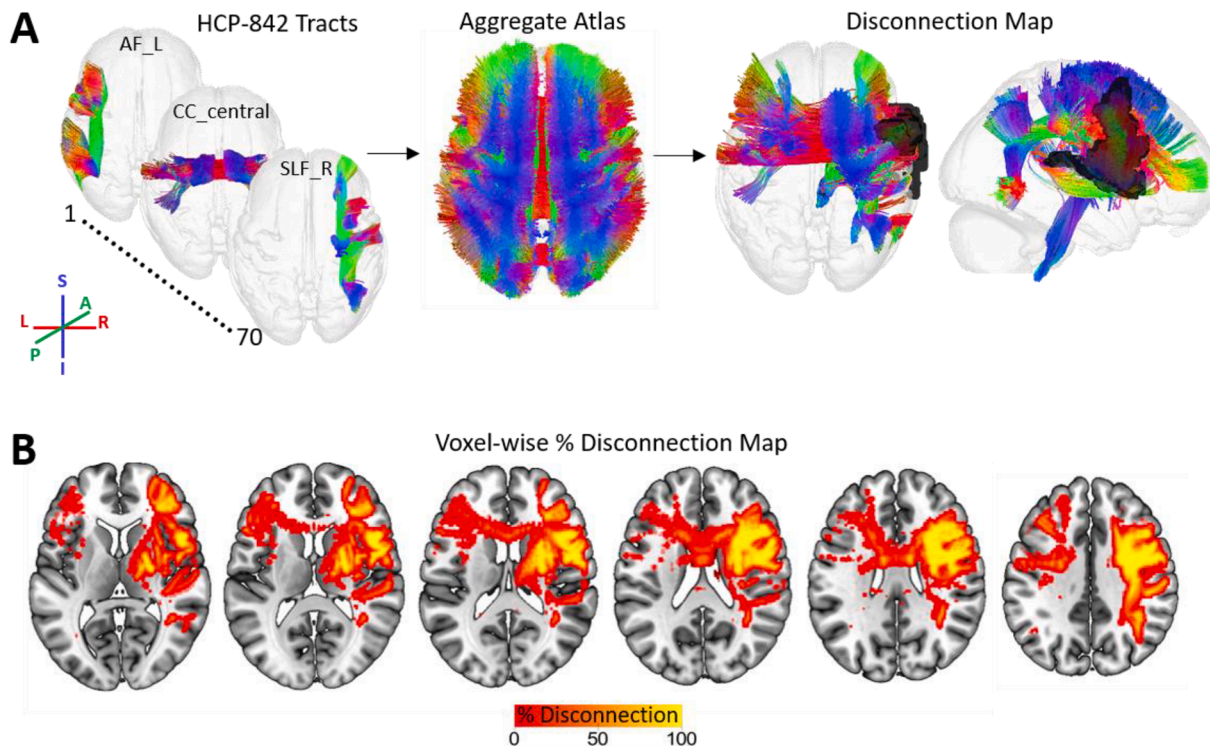 A
HCP-842 Tracts
Aggregate Atlas
Disconnection Map
AF_L
CC_central
SLF_R
1
70
S
A
L
R
P
I
B
Voxel-wise % Disconnection Map
% Disconnection
0 50 100